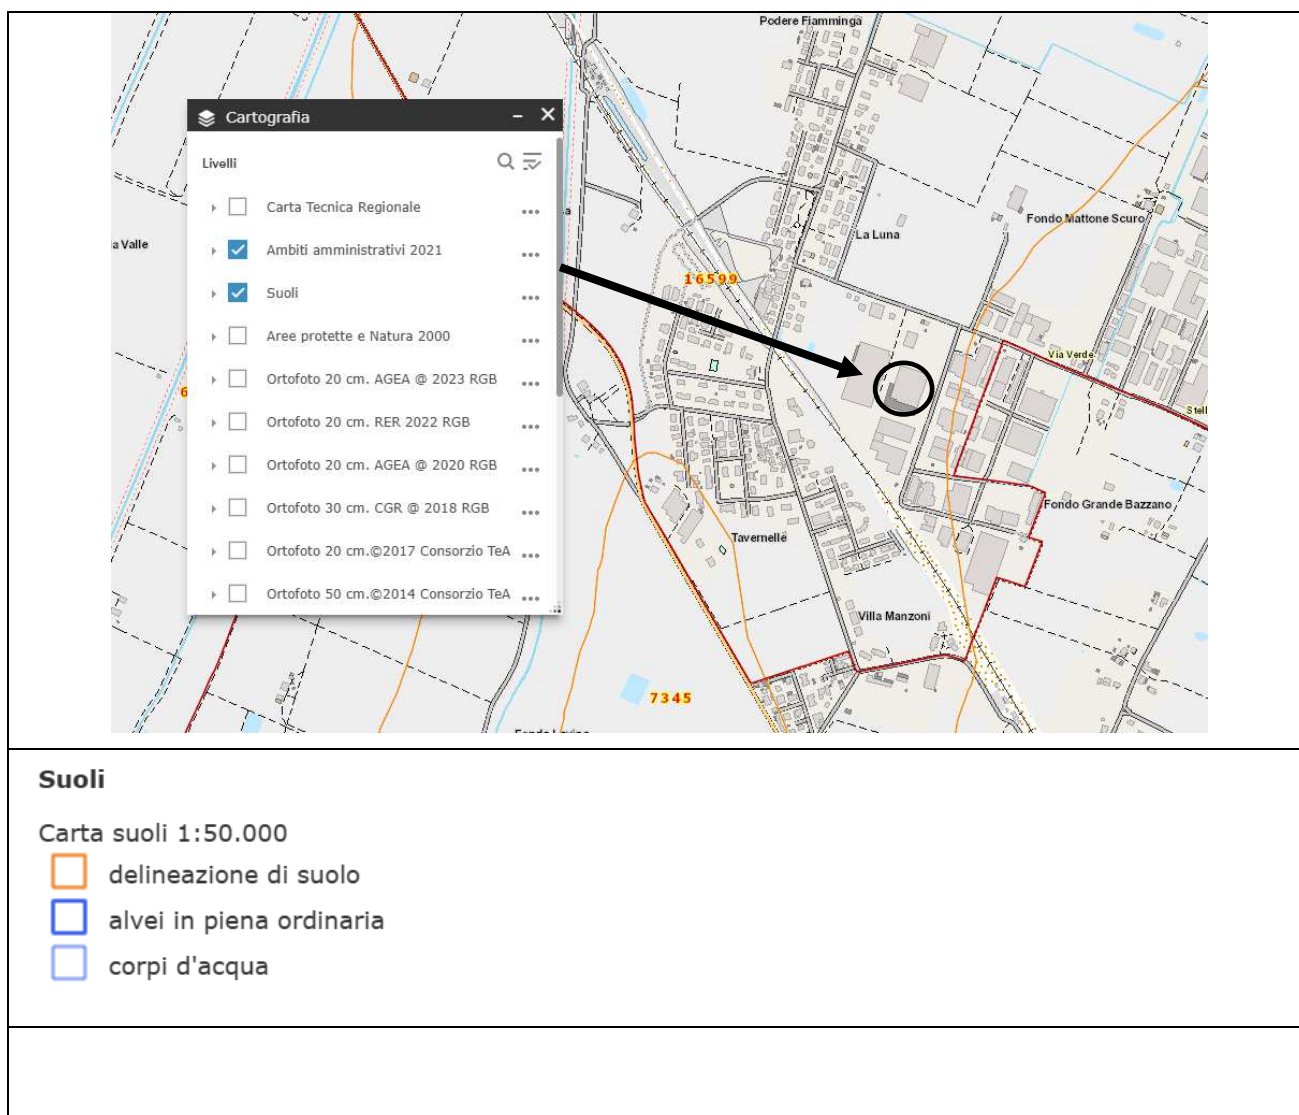 Podere Fiamminga
Cartografia
Livelli
Carta Tecnica Regionale
Ambiti amministrativi 2021
Suoli
Aree protette e Natura 2000
Ortofoto 20 cm. AGEA @ 2023 RGB
Ortofoto 20 cm. RER 2022 RGB
Ortofoto 20 cm. AGEA @ 2020 RGB
Ortofoto 30 cm. CGR @ 2018 RGB
Ortofoto 20 cm.©2017 Consorzio TeA
Ortofoto 50 cm.©2014 Consorzio TeA
a Valle
6
a
La Luna
Fondo Mattone Scuro
16599
Via Verde
Stell
Fondo Grande Bazzano
Tavernelle
Villa Manzoni
7345
Suoli
Carta suoli 1:50.000
delineazione di suolo
alvei in piena ordinaria
corpi d'acqua